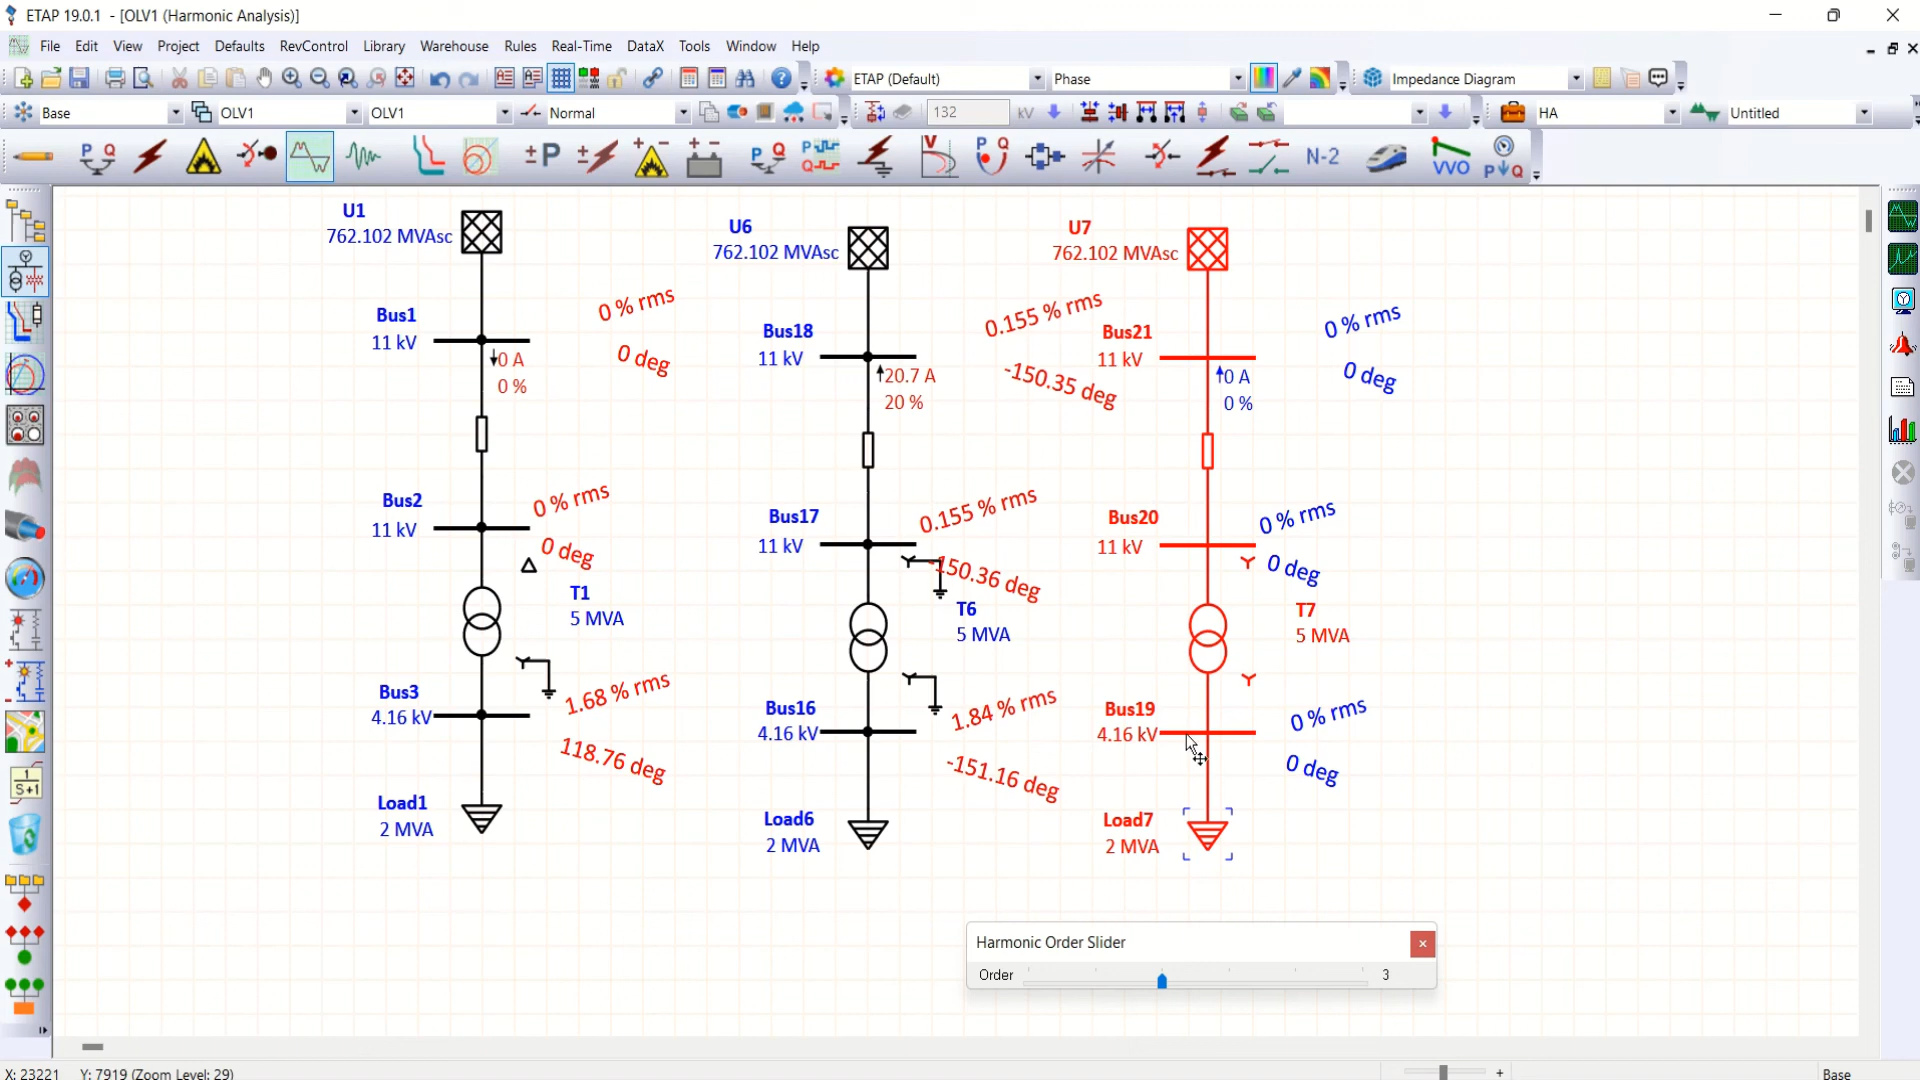 ETAP 19.0.1 - [OLV1 (Harmonic Analysis)]
File Edit View Project Defaults RevControl Library Warehouse Rules Real-Time DataX Tools Window Help
ETAP (Default) Phase Impedance Diagram
Base OLV1 OLV1 Normal 132 kV HA Untitled
P Q ±P ± P Q P Q V P Q N-2 VVO P Q
U1
762.102 MVAsc
Bus1
11 kV
0 % rms
0 deg
0 A
0 %
Bus2
11 kV
0 % rms
0 deg
T1
5 MVA
Bus3
4.16 kV
1.68 % rms
118.76 deg
Load1
2 MVA
U6
762.102 MVAsc
Bus18
11 kV
0.155 % rms
-150.35 deg
20.7 A
20 %
Bus17
11 kV
0.155 % rms
-150.36 deg
T6
5 MVA
Bus16
4.16 kV
1.84 % rms
-151.16 deg
Load6
2 MVA
U7
762.102 MVAsc
Bus21
11 kV
0 % rms
0 deg
0 A
0 %
Bus20
11 kV
0 % rms
0 deg
T7
5 MVA
Bus19
4.16 kV
0 % rms
0 deg
Load7
2 MVA
Harmonic Order Slider
Order 3
1
S+1
X: 23221 Y: 7919 (Zoom Level: 29)
+
Base